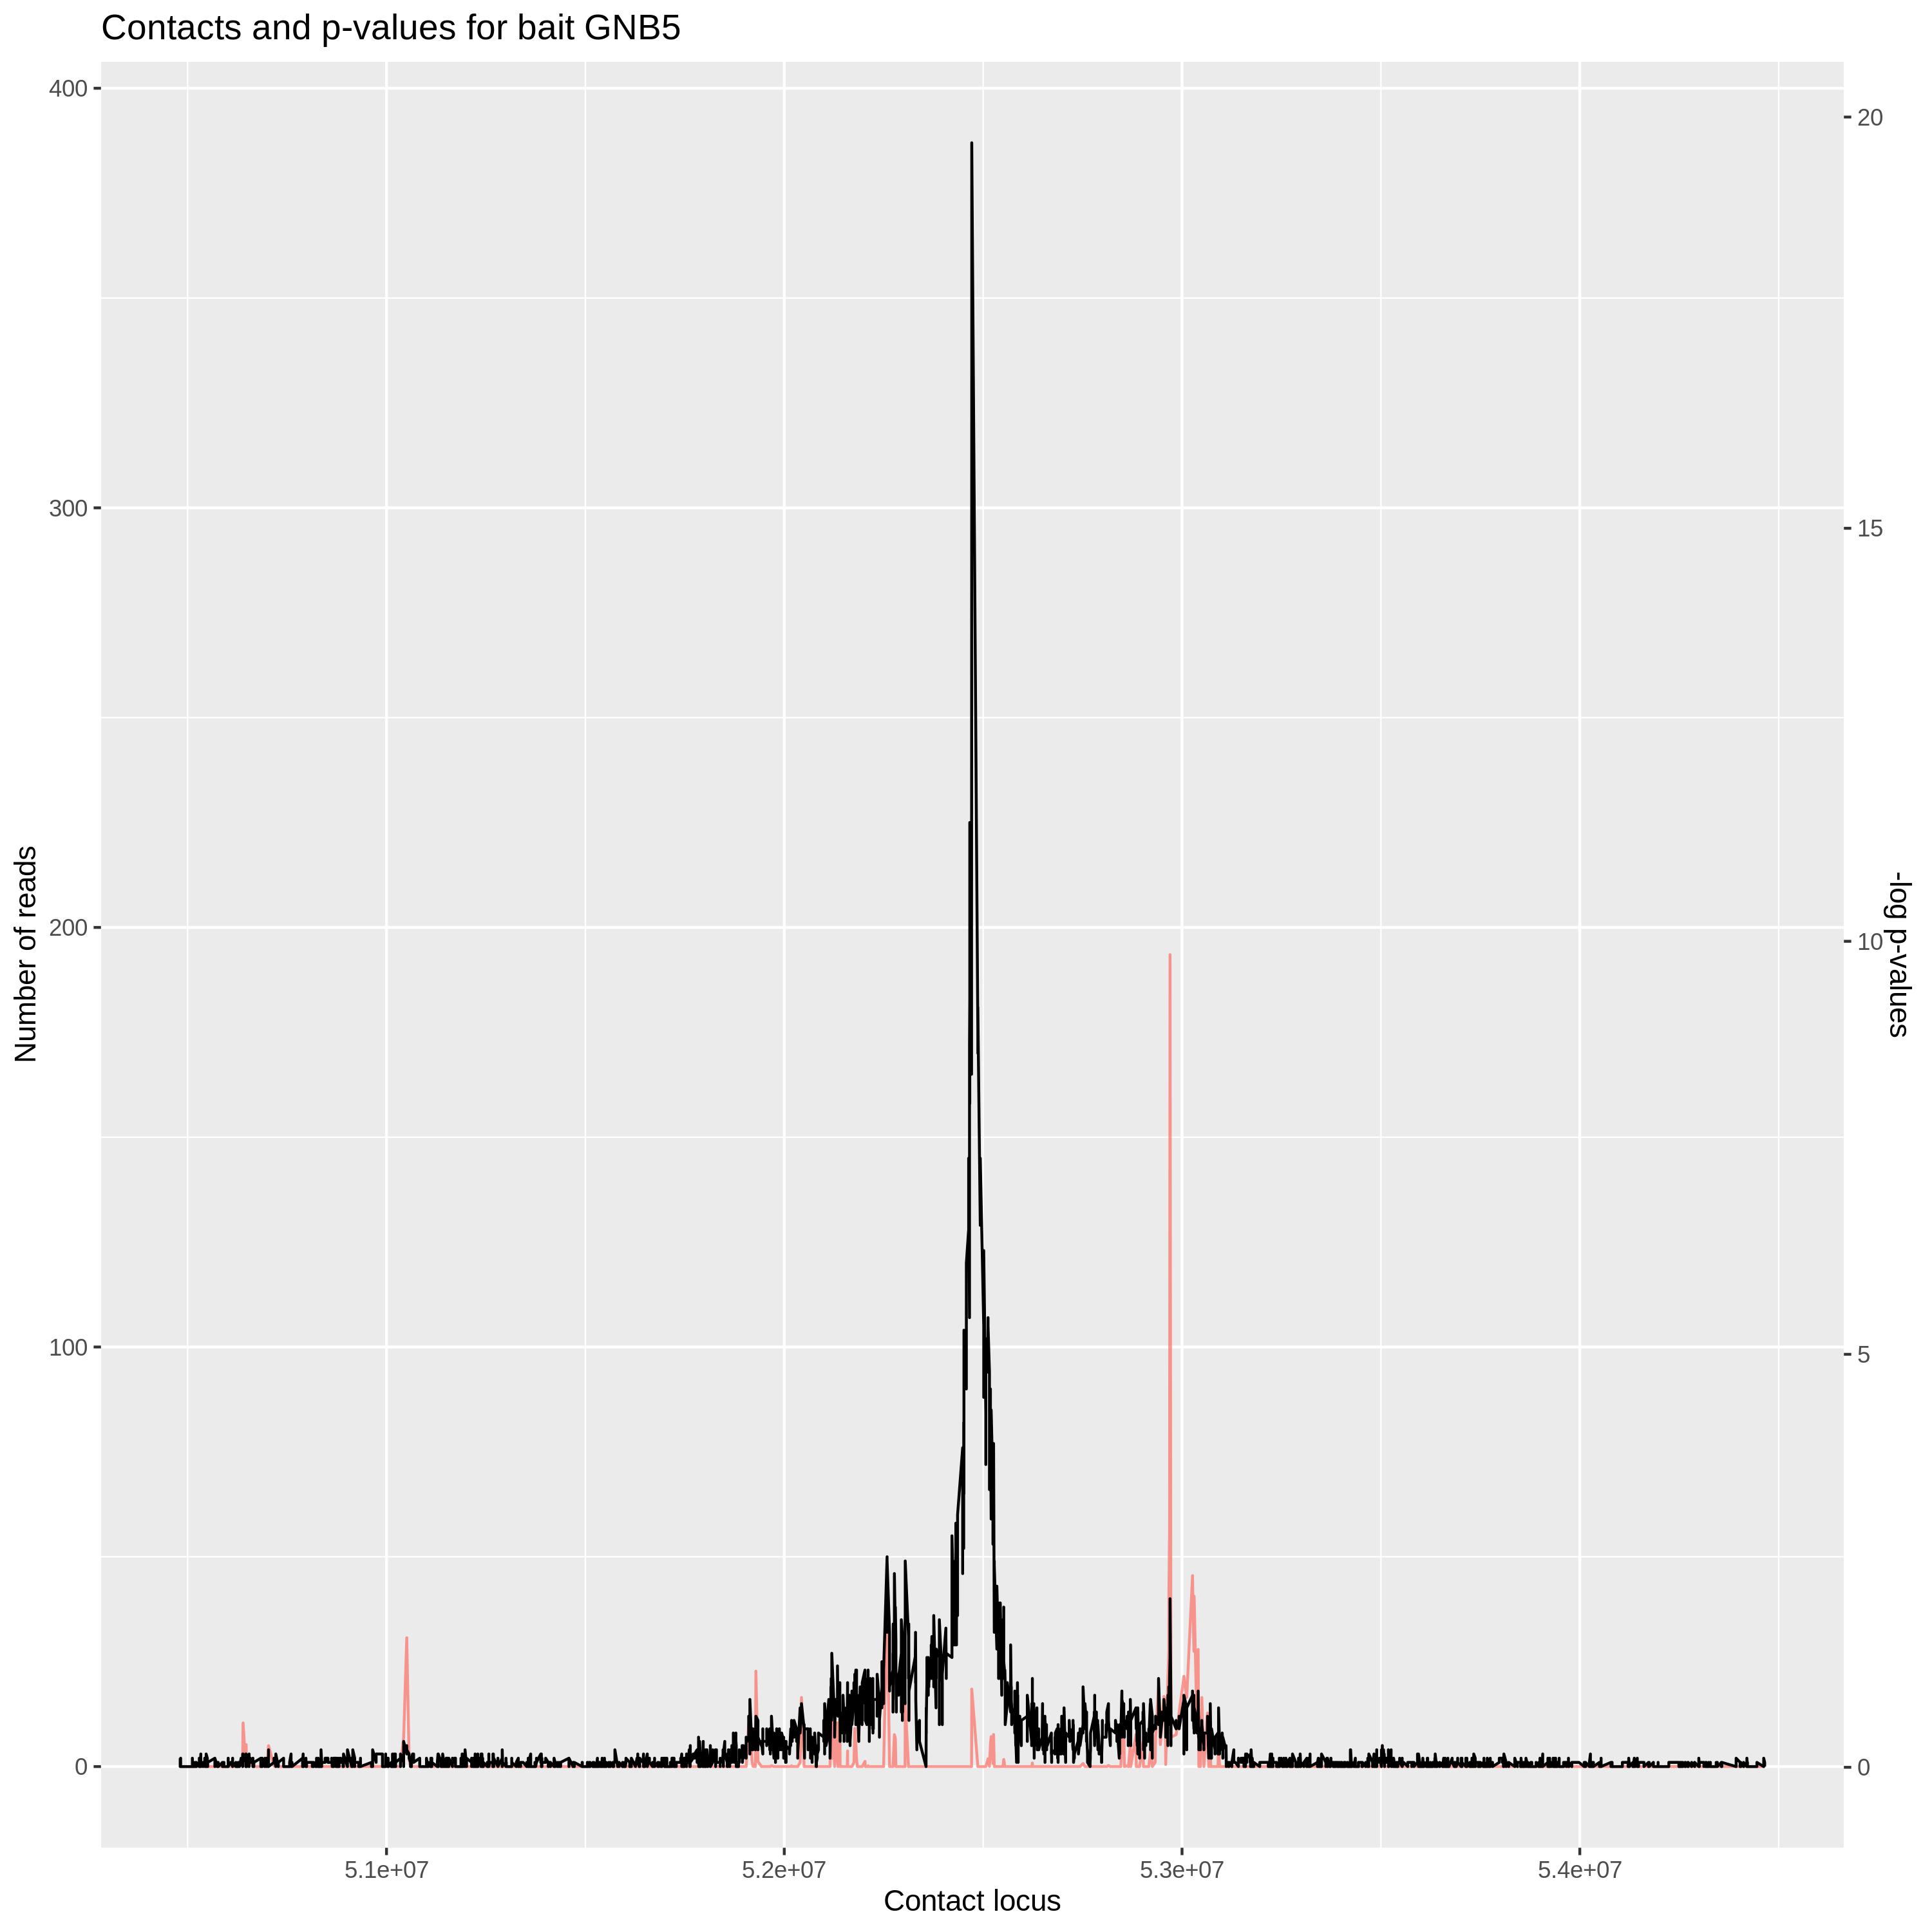 Contacts and p-values for bait GNB5
400
300
200
100
0
Number of reads
20
15
10
5
0
-log p-values
5.1e+07
5.2e+07
5.3e+07
5.4e+07
Contact locus